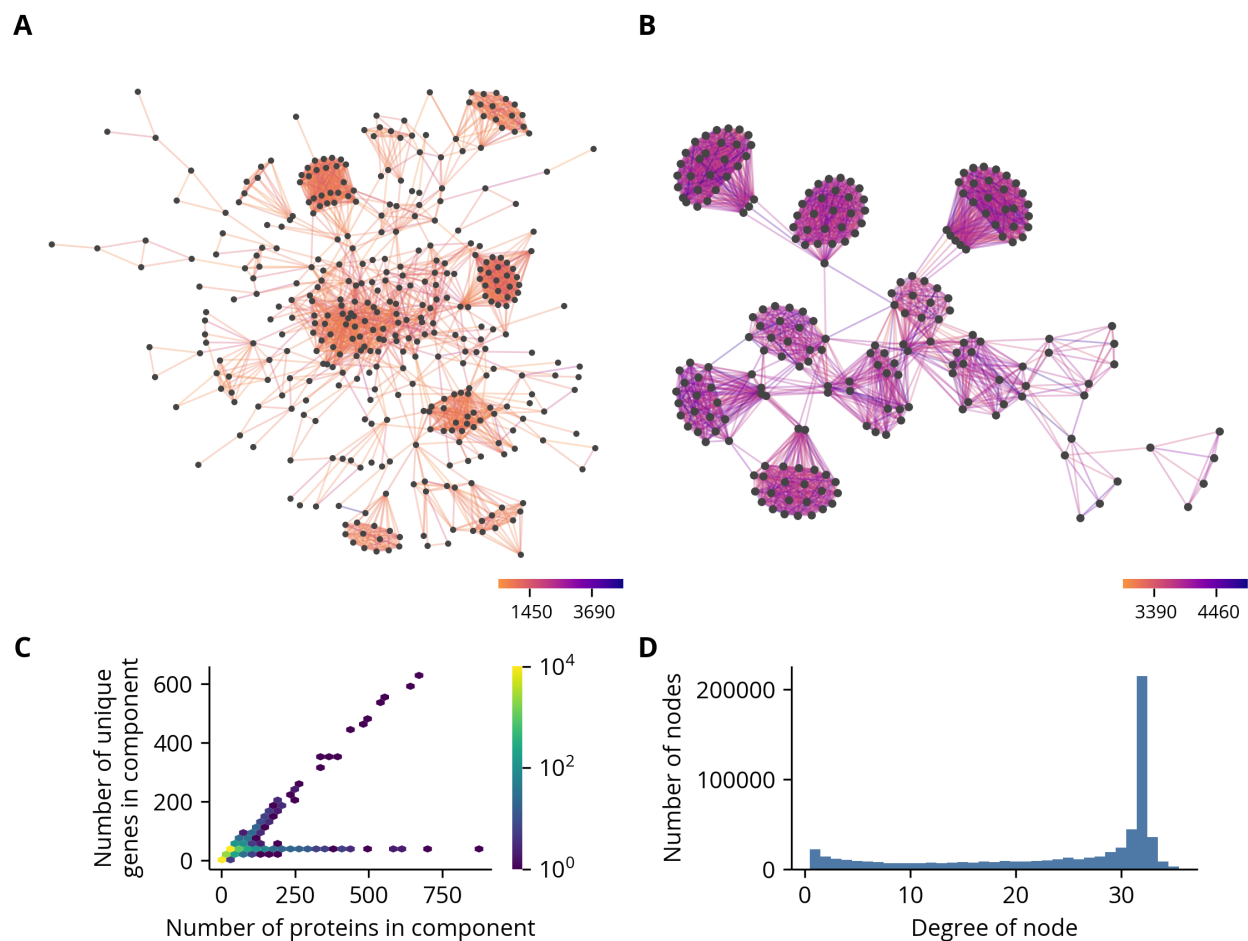 A
B
1450 3690
3390 4460
C
Number of unique
genes in component
600
400
200
0
0 250 500 750
Number of proteins in component
10^4
10^2
10^0
D
Number of nodes
200000
100000
0
0 10 20 30
Degree of node